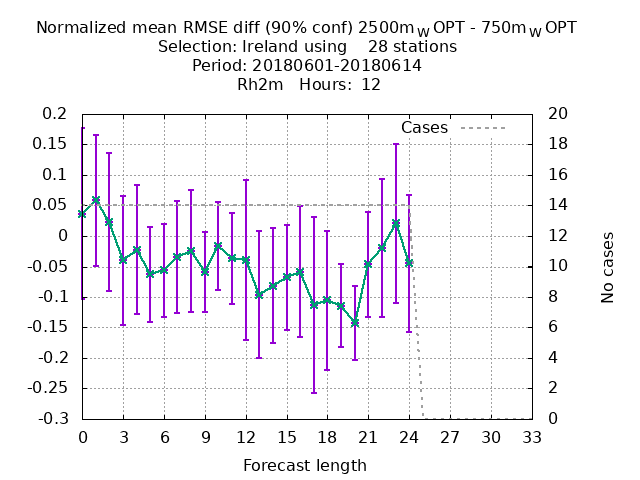 Normalized mean RMSE diff (90% conf) 2500m_W OPT - 750m_W OPT
Selection: Ireland using 28 stations
Period: 20180601-20180614
Rh2m Hours: 12
Cases
0.2
0.15
0.1
0.05
0
-0.05
-0.1
-0.15
-0.2
-0.25
-0.3
20
18
16
14
12
10
8
6
4
2
0
No cases
0 3 6 9 12 15 18 21 24 27 30 33
Forecast length